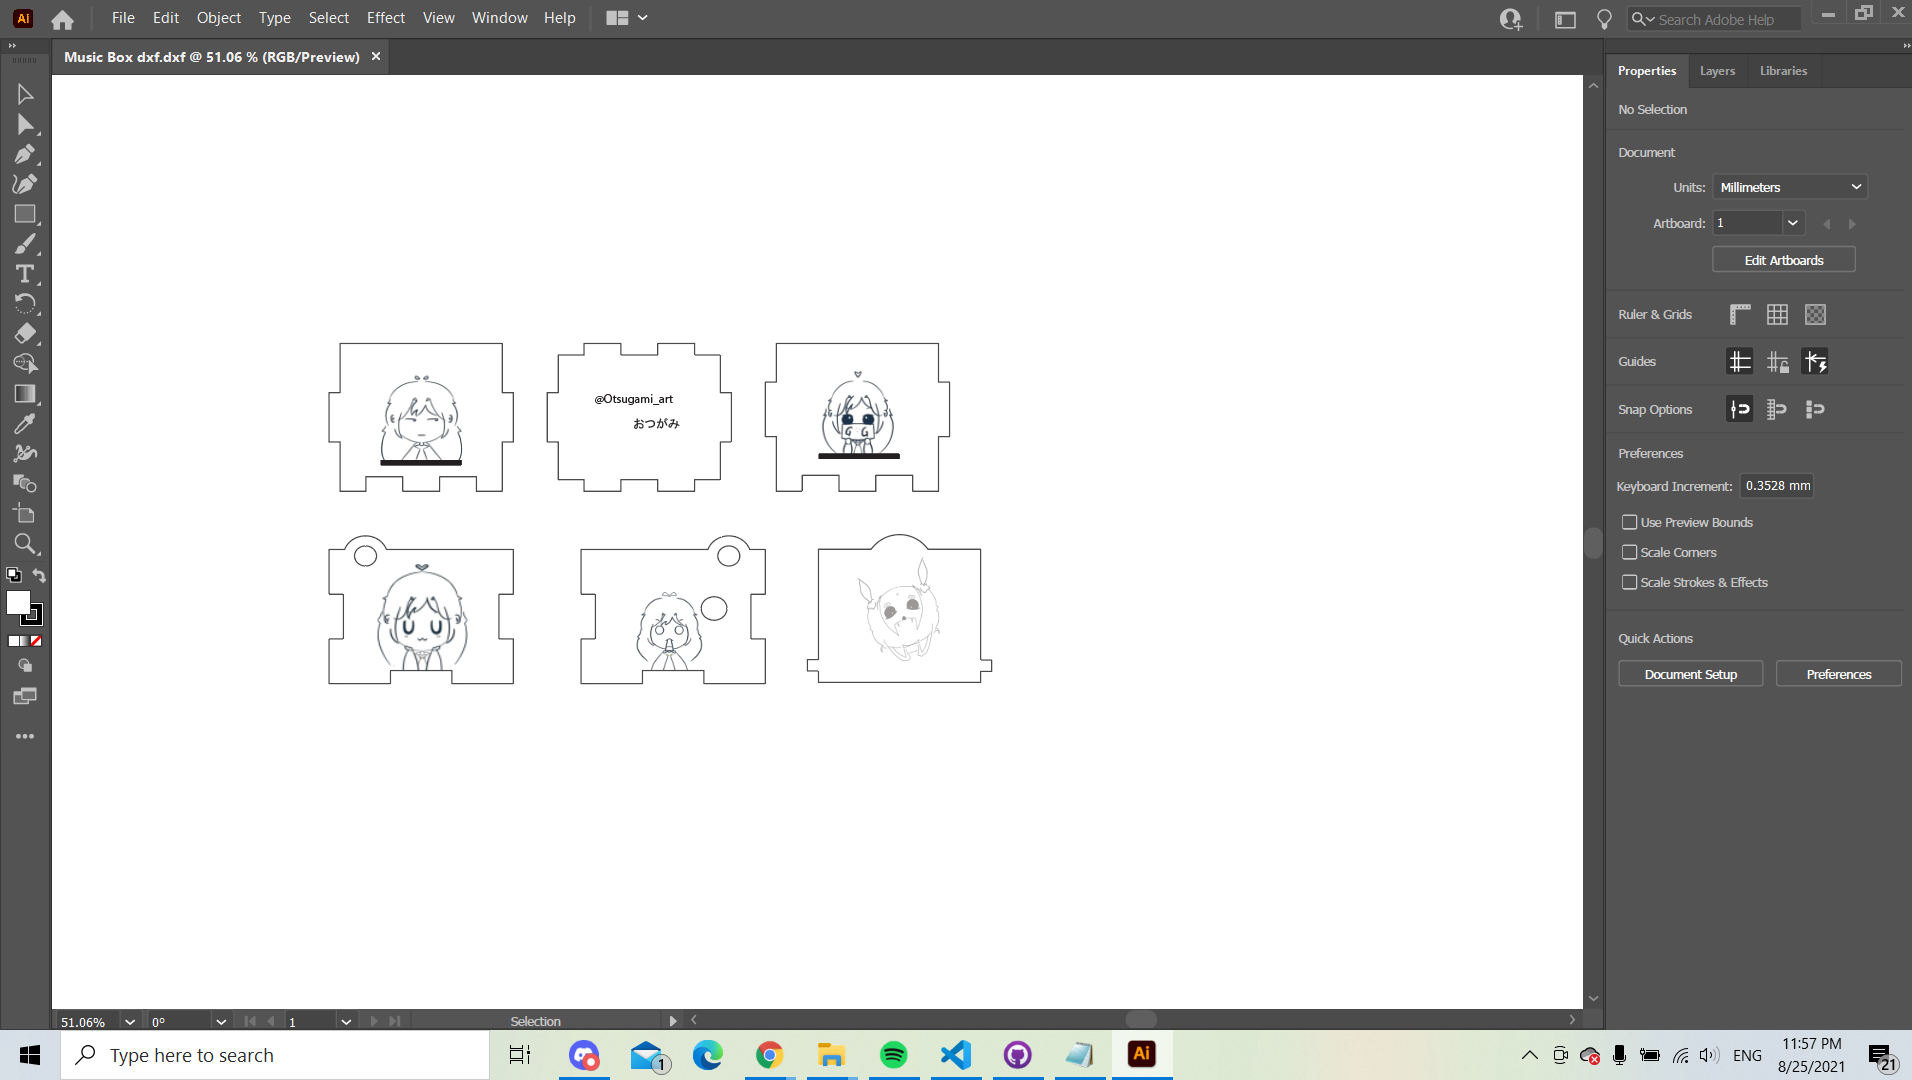 Ai
File Edit Object Type Select Effect View Window Help
Search Adobe Help
Music Box dxf.dxf @ 51.06 % (RGB/Preview)
Properties Layers Libraries
No Selection
Document
Units: Millimeters
Artboard: 1
Edit Artboards
Ruler & Grids
Guides
Snap Options
Preferences
Keyboard Increment: 0.3528 mm
Use Preview Bounds
Scale Corners
Scale Strokes & Effects
Quick Actions
Document Setup Preferences
@Otsugami_art
おつがみ
G G
51.06% 0° 1 Selection
Type here to search
1
Ai
ENG
11:57 PM
8/25/2021
21